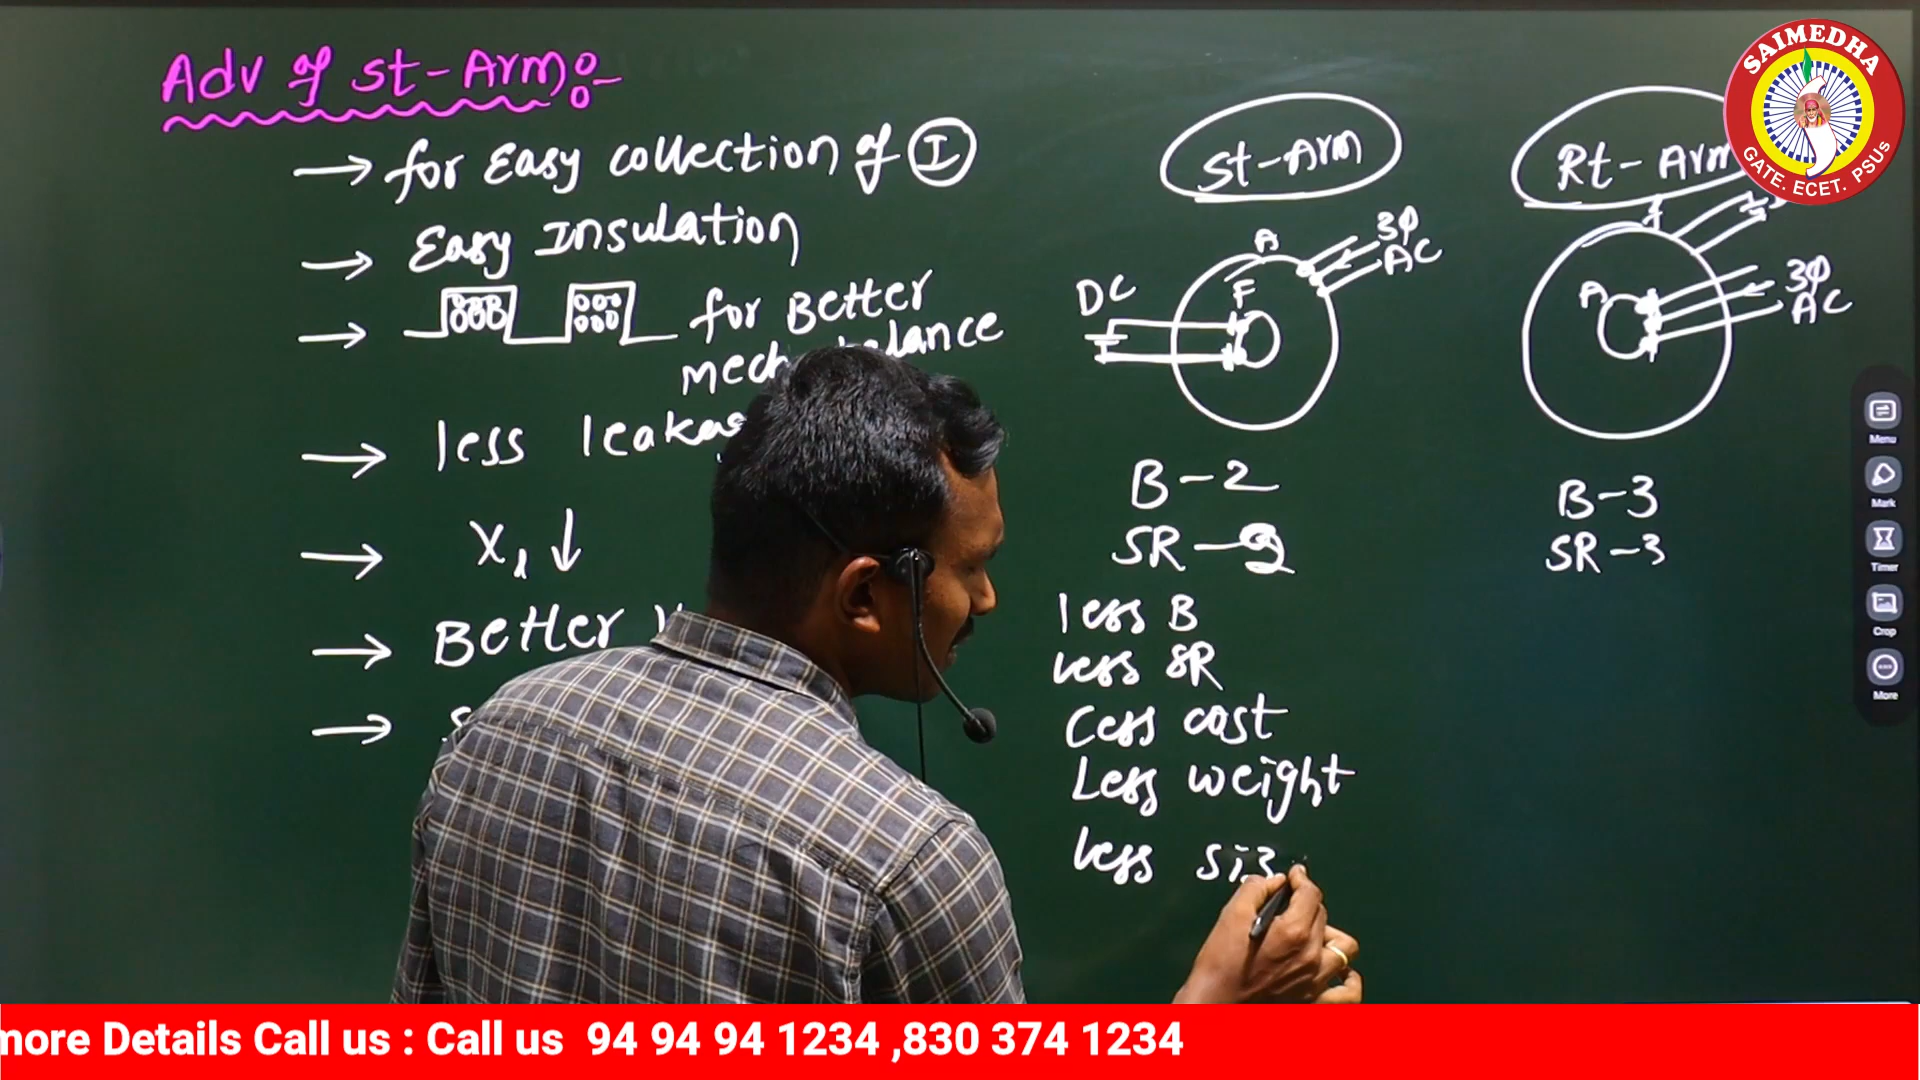 Adv of St-Arm:-
→ for Easy collection of I
→ Easy Insulation
→ for Better
mech balance
→ less
→ X↓
→ Better
St-Arm
A
F
DC
3φ
AC
B-2
SR-2
less B
less SR
Less cost
Less weight
less
Rt-Arm
A
3φ
AC
B-3
SR-3
SAIMEDHA
GATE. ECET. PSUs
Menu
Mark
Timer
Crop
More
more Details Call us : Call us 94 94 94 1234 ,830 374 1234